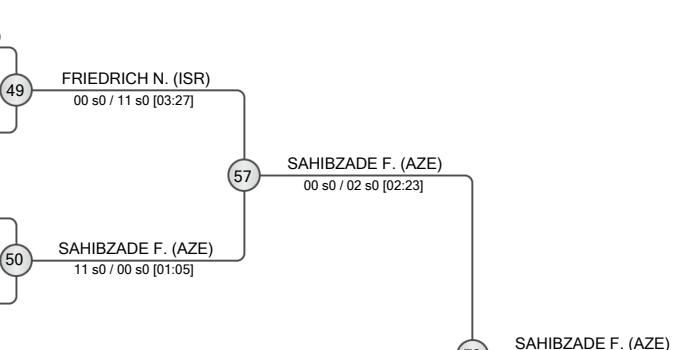 FRIEDRICH N. (ISR)
49
00 s0 / 11 s0 [03:27]
SAHIBZADE F. (AZE)
57
00 s0 / 02 s0 [02:23]
SAHIBZADE F. (AZE)
50
11 s0 / 00 s0 [01:05]
SAHIBZADE F. (AZE)